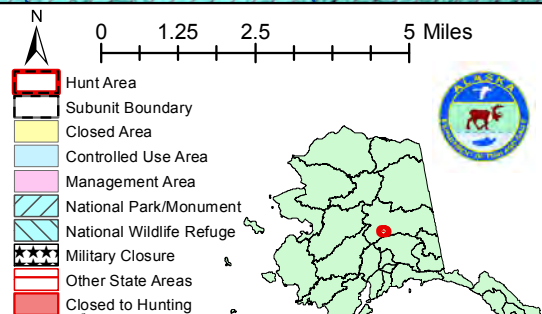 N
0 1.25 2.5 5 Miles
Hunt Area
Subunit Boundary
Closed Area
Controlled Use Area
Management Area
National Park/Monument
National Wildlife Refuge
Military Closure
Other State Areas
Closed to Hunting
ALASKA